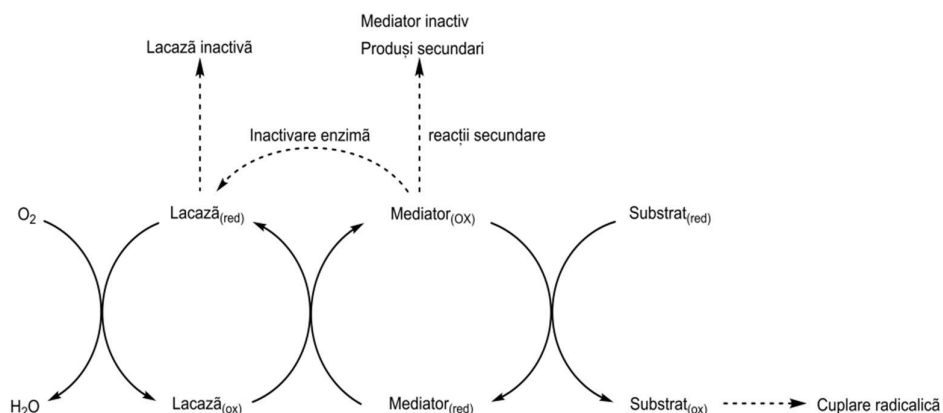 Mediator inactiv
Lacază inactivă
Produși secundari
Inactivare enzimă
reacții secundare
O2
Lacază(red)
Mediator(OX)
Substrat(red)
H2O
Lacază(ox)
Mediator(red)
Substrat(ox)
Cuplare radicalică